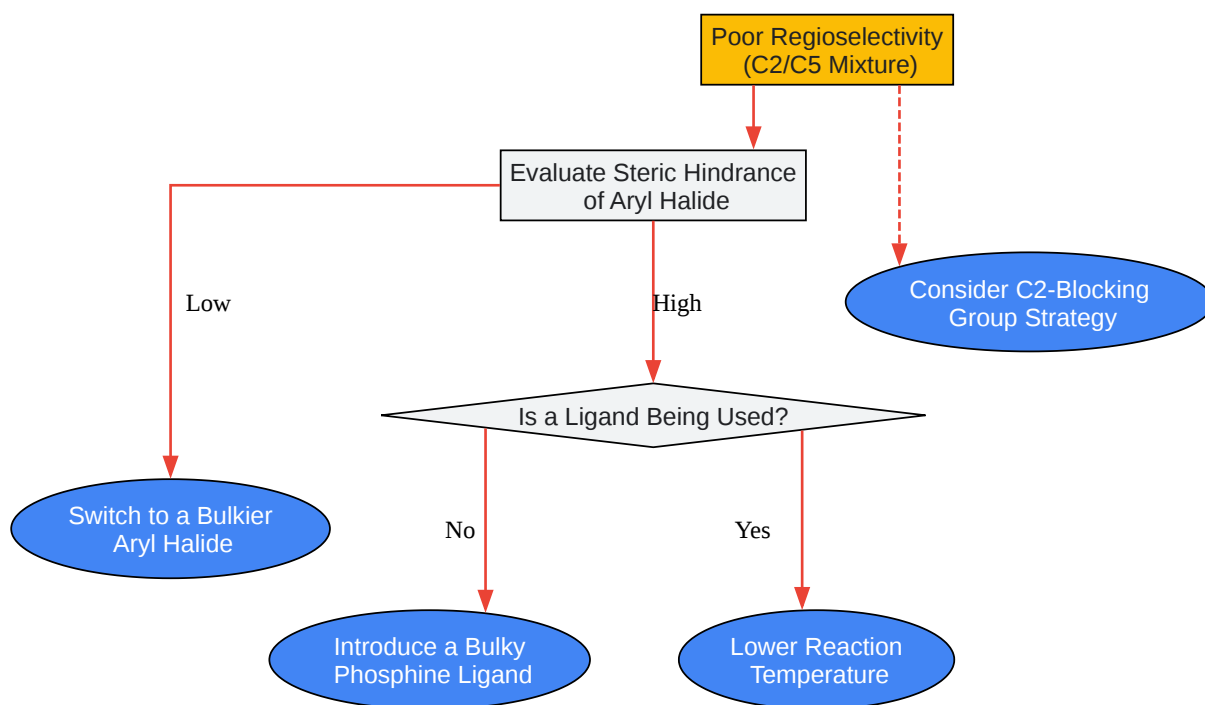 Poor Regioselectivity
(C2/C5 Mixture)
Evaluate Steric Hindrance
of Aryl Halide
Consider C2-Blocking
Group Strategy
Low
High
Is a Ligand Being Used?
Switch to a Bulkier
Aryl Halide
No
Yes
Introduce a Bulky
Phosphine Ligand
Lower Reaction
Temperature